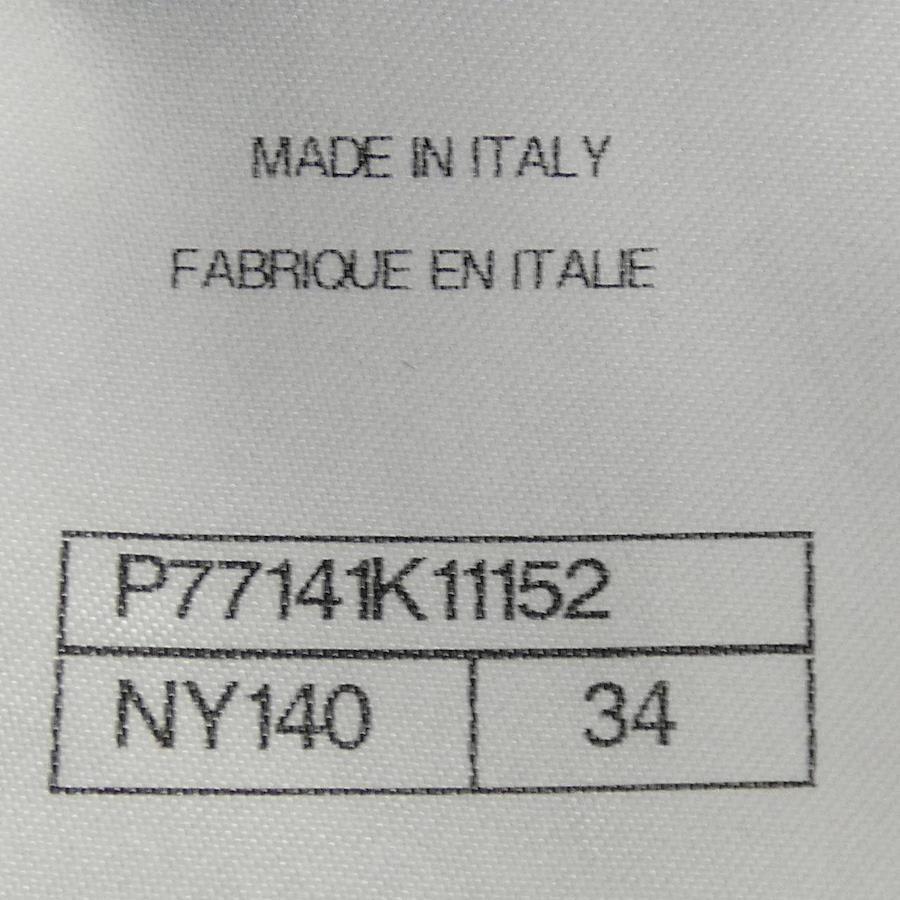 MADE IN ITALY
FABRIQUE EN ITALIE
P77141K11152
NY140
34